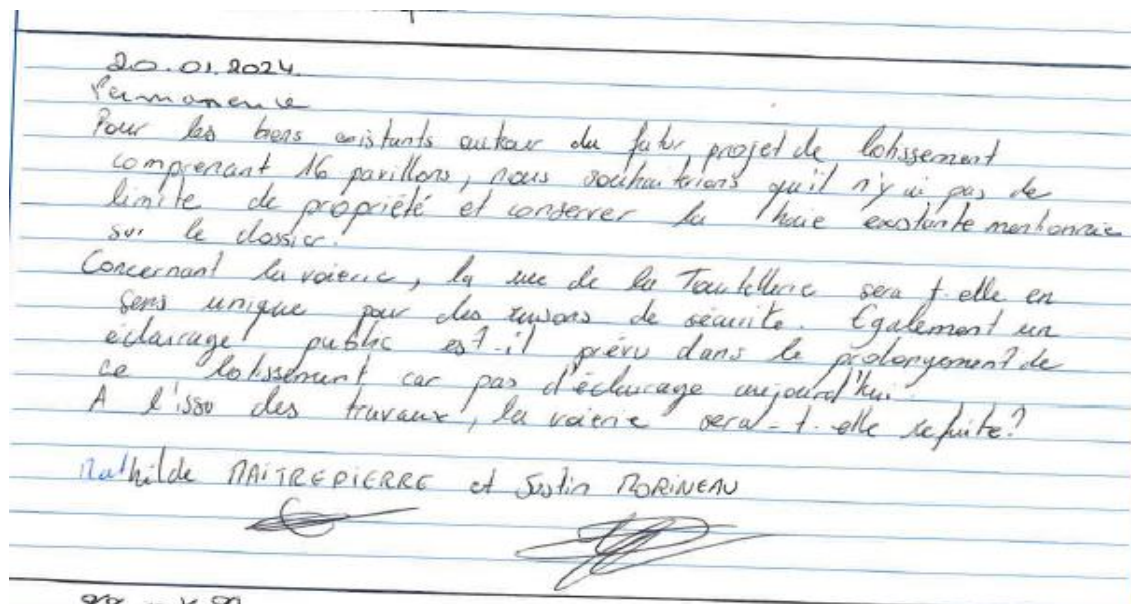 20.01.2024.
Permanence
Pour les biens existants autour du futur projet de lotissement
comprenant 16 pavillons, nous souhaiterions qu'il n'y ai pas de
limite de propriété et conserver la haie existante mentionnée
sur le dossier.
Concernant la voierie, la rue de la sera t-elle en
sens unique pour des raisons de sécurité. Egalement un
éclairage public est-il prévu dans le prolongement de
ce lotissement car pas d'éclairage aujourd'hui.
A l'issu des travaux, la voierie sera-t-elle refaite?
Mathilde MAITREPIERRE et Justin MORINEAU